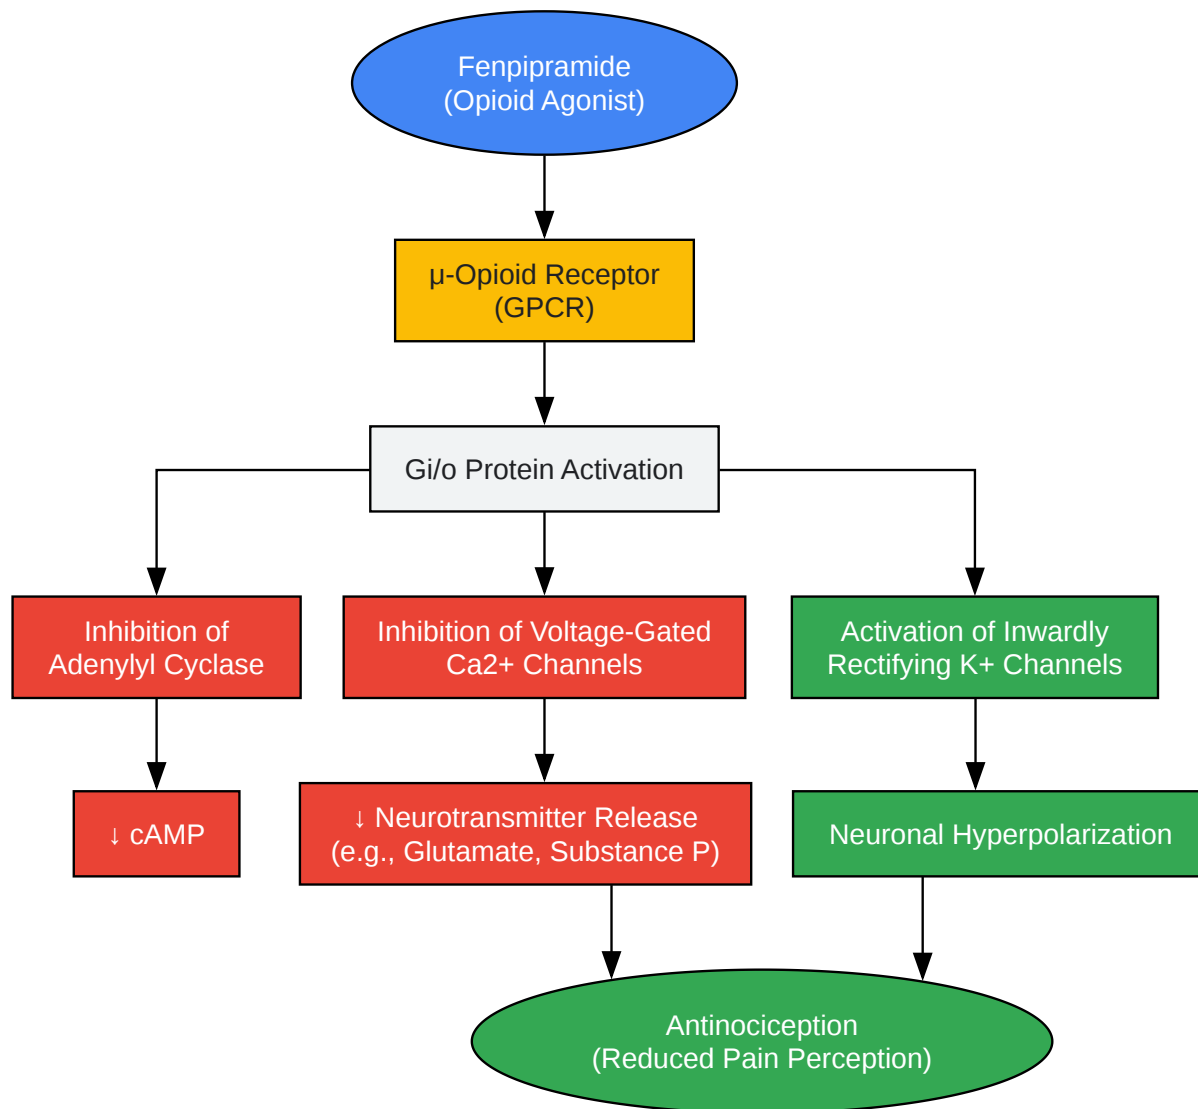 Fenpipramide
(Opioid Agonist)
μ-Opioid Receptor
(GPCR)
Gi/o Protein Activation
Inhibition of
Adenylyl Cyclase
Inhibition of Voltage-Gated
Ca2+ Channels
Activation of Inwardly
Rectifying K+ Channels
↓ cAMP
↓ Neurotransmitter Release
(e.g., Glutamate, Substance P)
Neuronal Hyperpolarization
Antinociception
(Reduced Pain Perception)